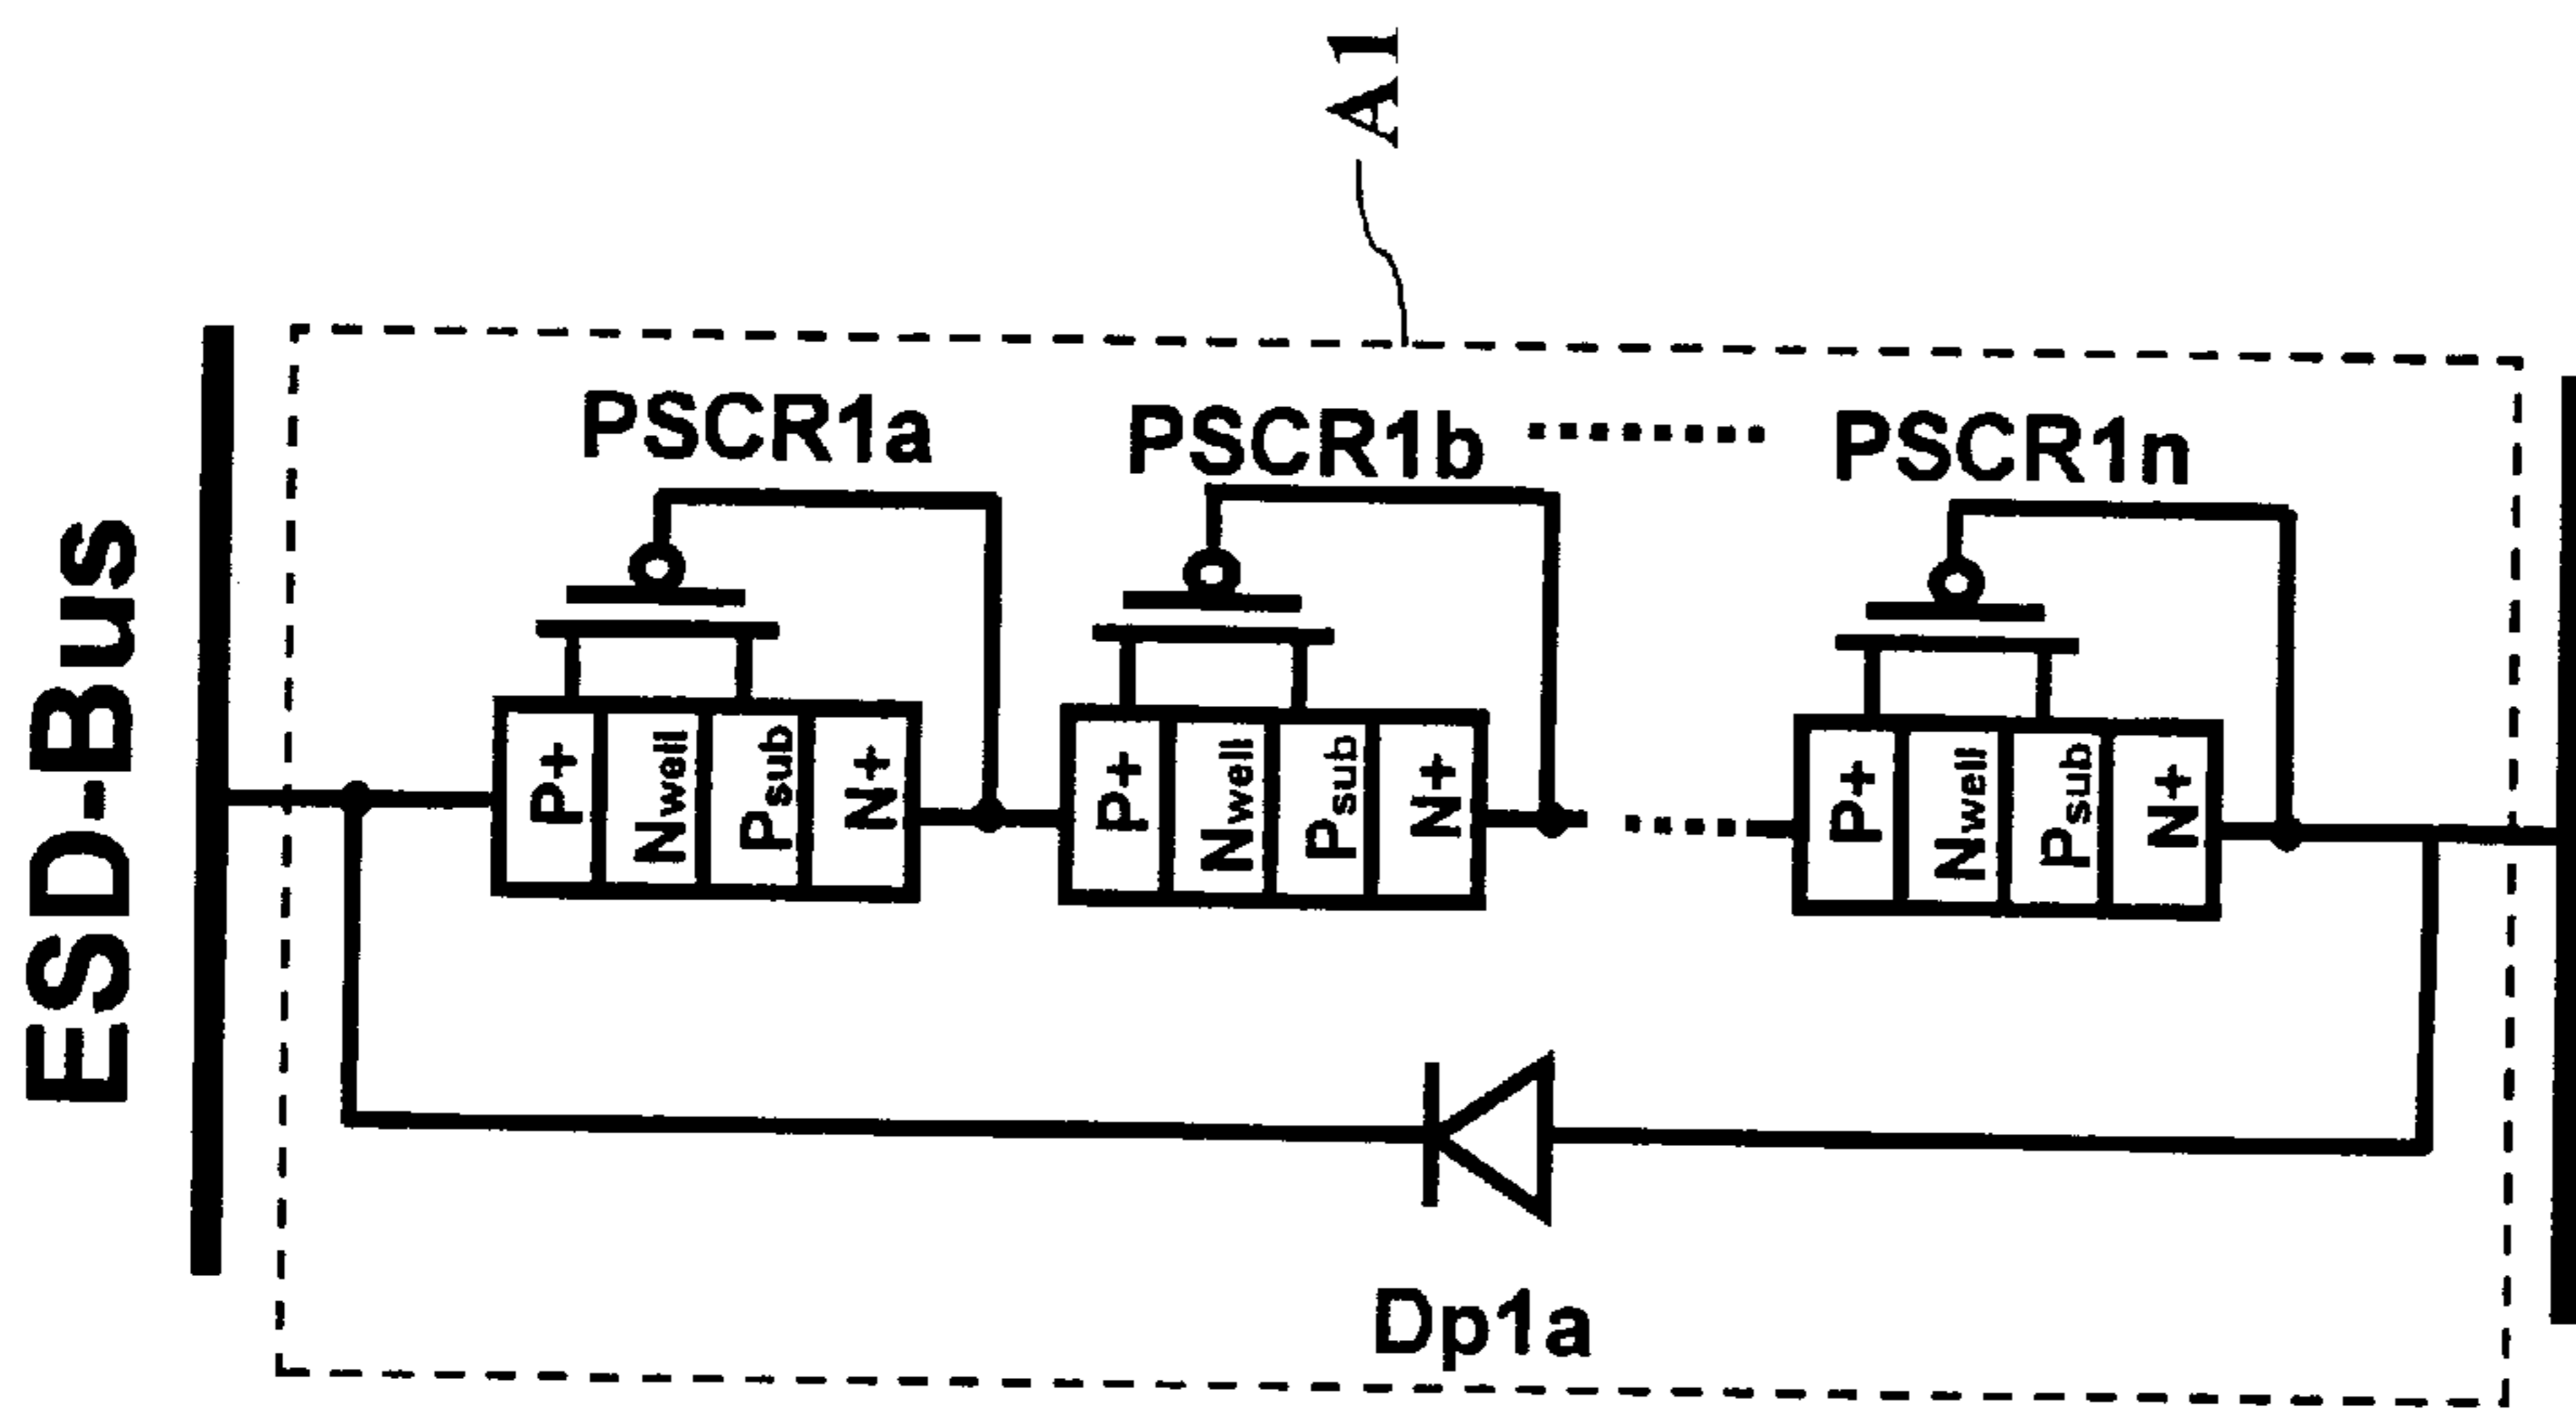 A1
ESD-Bus
PSCR1a
PSCR1b ....... PSCR1n
P+ Nwell Psub N+
P+ Nwell Psub N+
P+ Nwell Psub N+
Dp1a